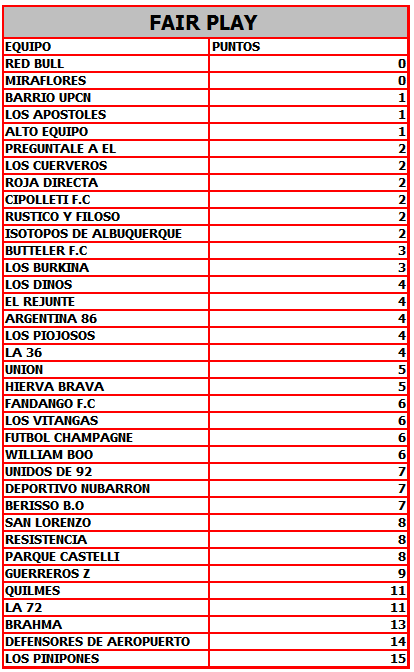 FAIR PLAY
EQUIPO PUNTOS
RED BULL 0
MIRAFLORES 0
BARRIO UPCN 1
LOS APOSTOLES 1
ALTO EQUIPO 1
PREGUNTALE A EL 2
LOS CUERVEROS 2
ROJA DIRECTA 2
CIPOLLETI F.C 2
RUSTICO Y FILOSO 2
ISOTOPOS DE ALBUQUERQUE 2
BUTTELER F.C 3
LOS BURKINA 3
LOS DINOS 4
EL REJUNTE 4
ARGENTINA 86 4
LOS PIOJOSOS 4
LA 36 4
UNION 5
HIERVA BRAVA 5
FANDANGO F.C 6
LOS VITANGAS 6
FUTBOL CHAMPAGNE 6
WILLIAM BOO 6
UNIDOS DE 92 7
DEPORTIVO NUBARRON 7
BERISSO B.O 7
SAN LORENZO 8
RESISTENCIA 8
PARQUE CASTELLI 8
GUERREROS Z 9
QUILMES 11
LA 72 11
BRAHMA 13
DEFENSORES DE AEROPUERTO 14
LOS PINIPONES 15